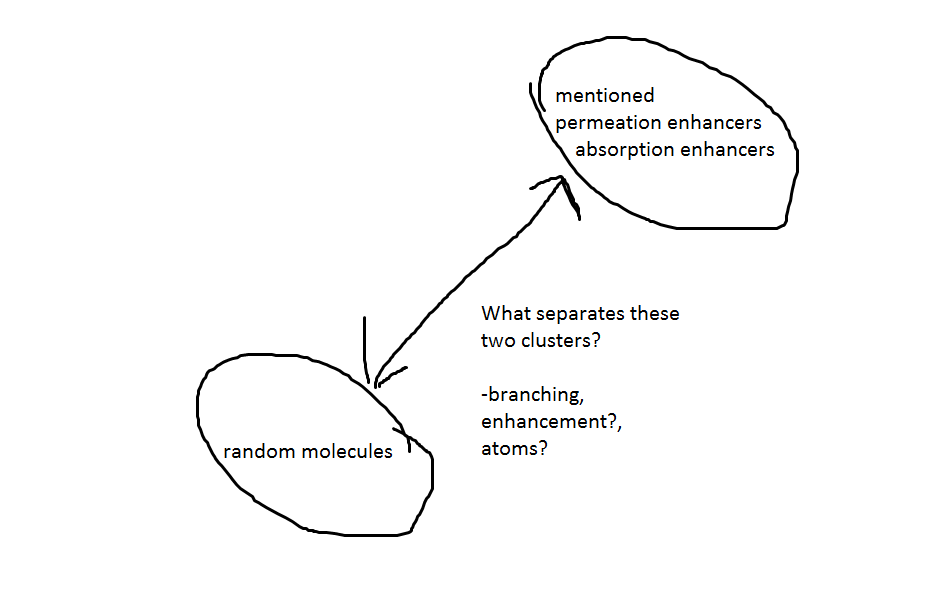 mentioned
permeation enhancers
absorption enhancers
What separates these
two clusters?
-branching,
enhancement?,
atoms?
random molecules